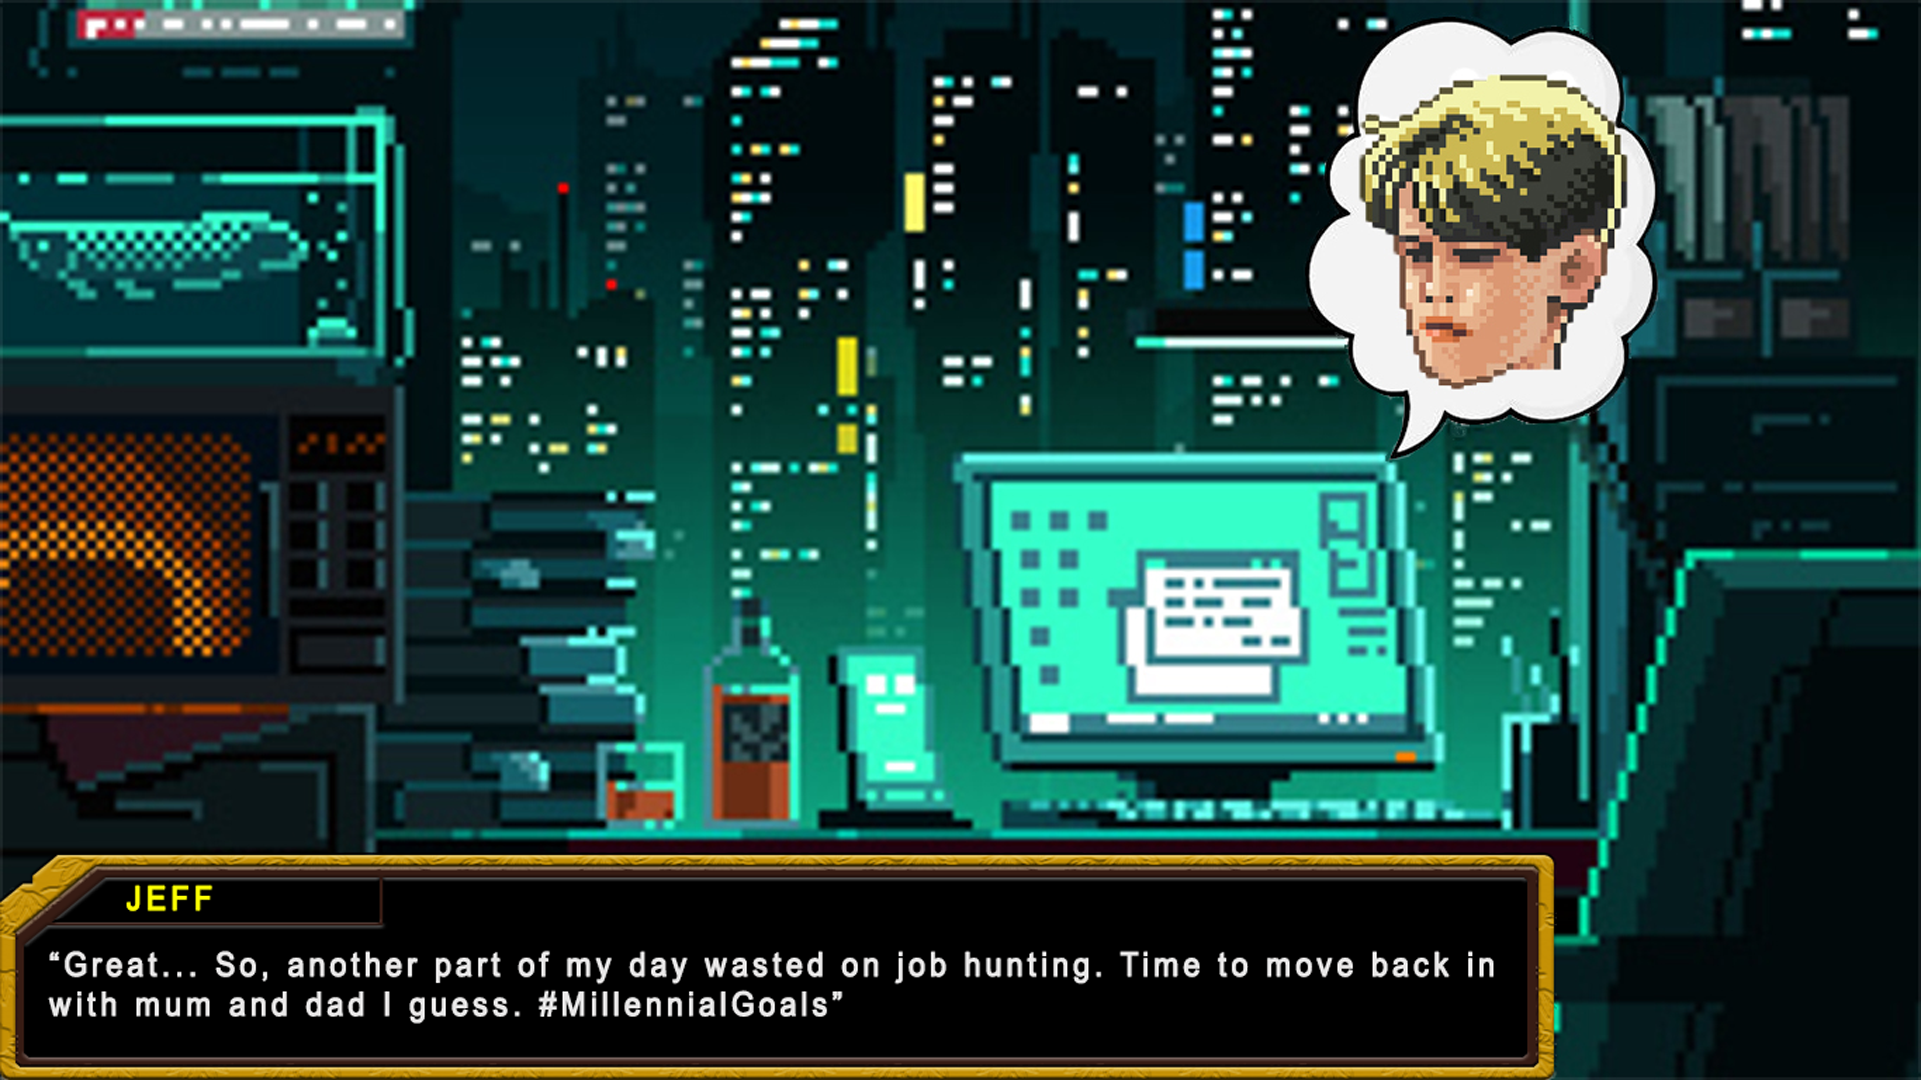 JEFF
“Great... So, another part of my day wasted on job hunting. Time to move back in
with mum and dad I guess. #MillennialGoals”